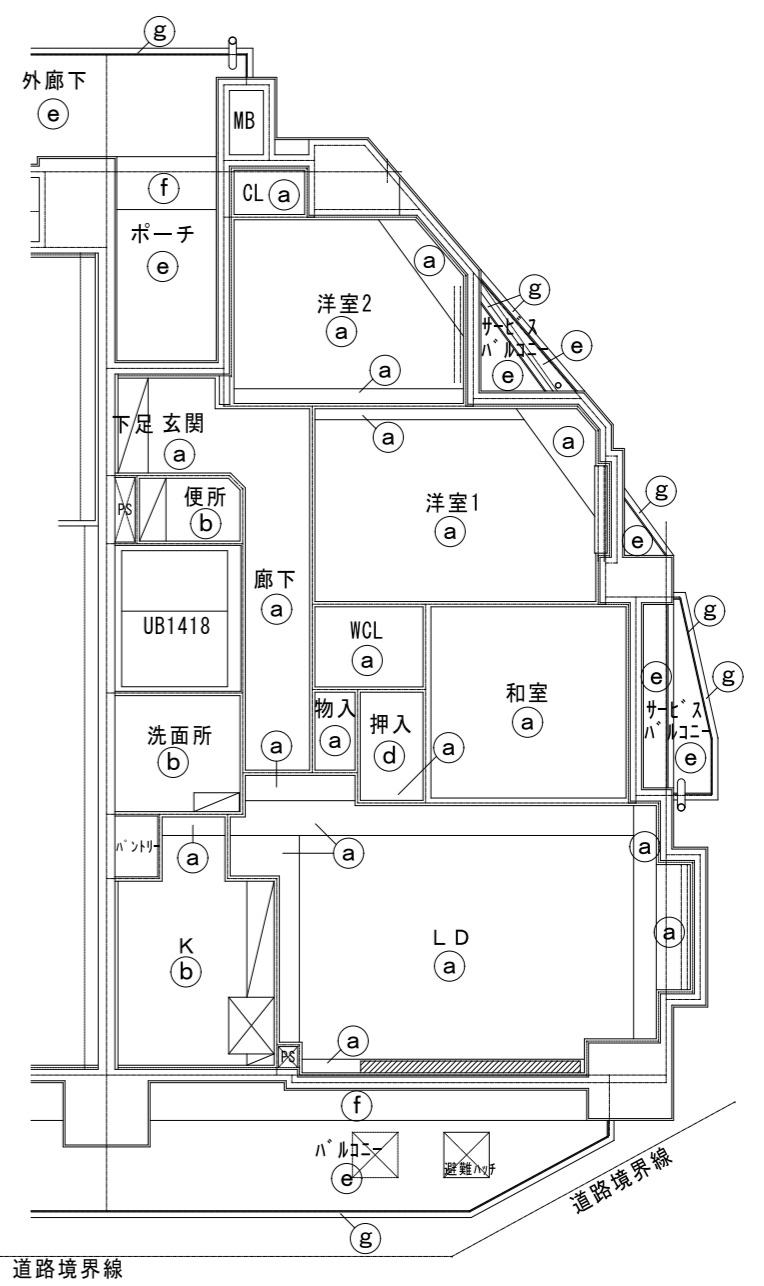 g
外廊下
e
MB
f
CL a
ポーチ
e
a
洋室2
a
g
サービス
バルコニー
e
e
a
下足 玄関
a
a
a
洋室1
a
g
e
PS
便所
b
廊下
a
UB1418
WCL
a
g
g
e
和室
a
物入
a
押入
d
サービス
バルコニー
e
洗面所
b
a
a
パントリー
a
a
a
K
b
LD
a
a
a
PS
f
バルコニー
e
避難ハッチ
g
道路境界線
道路境界線